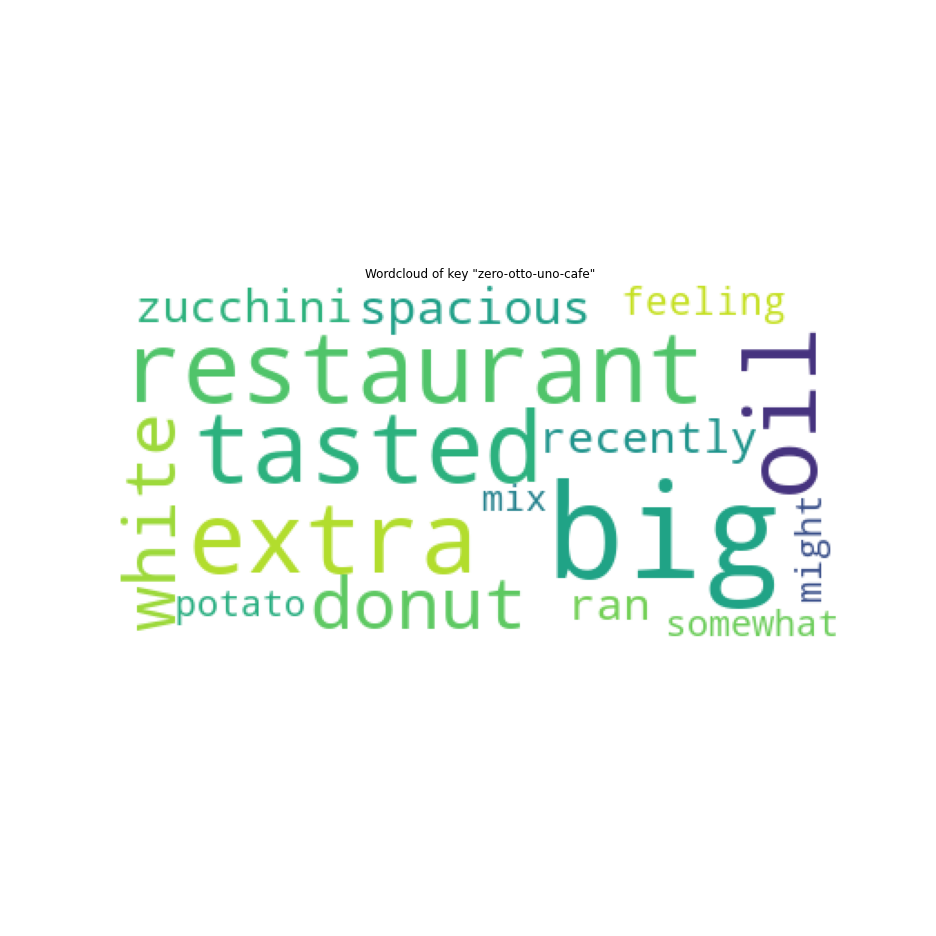 Wordcloud of key "zero-otto-uno-cafe"
zucchini spacious feeling
restaurant oil
white tasted recently
mix
extra big might
potato donut ran somewhat